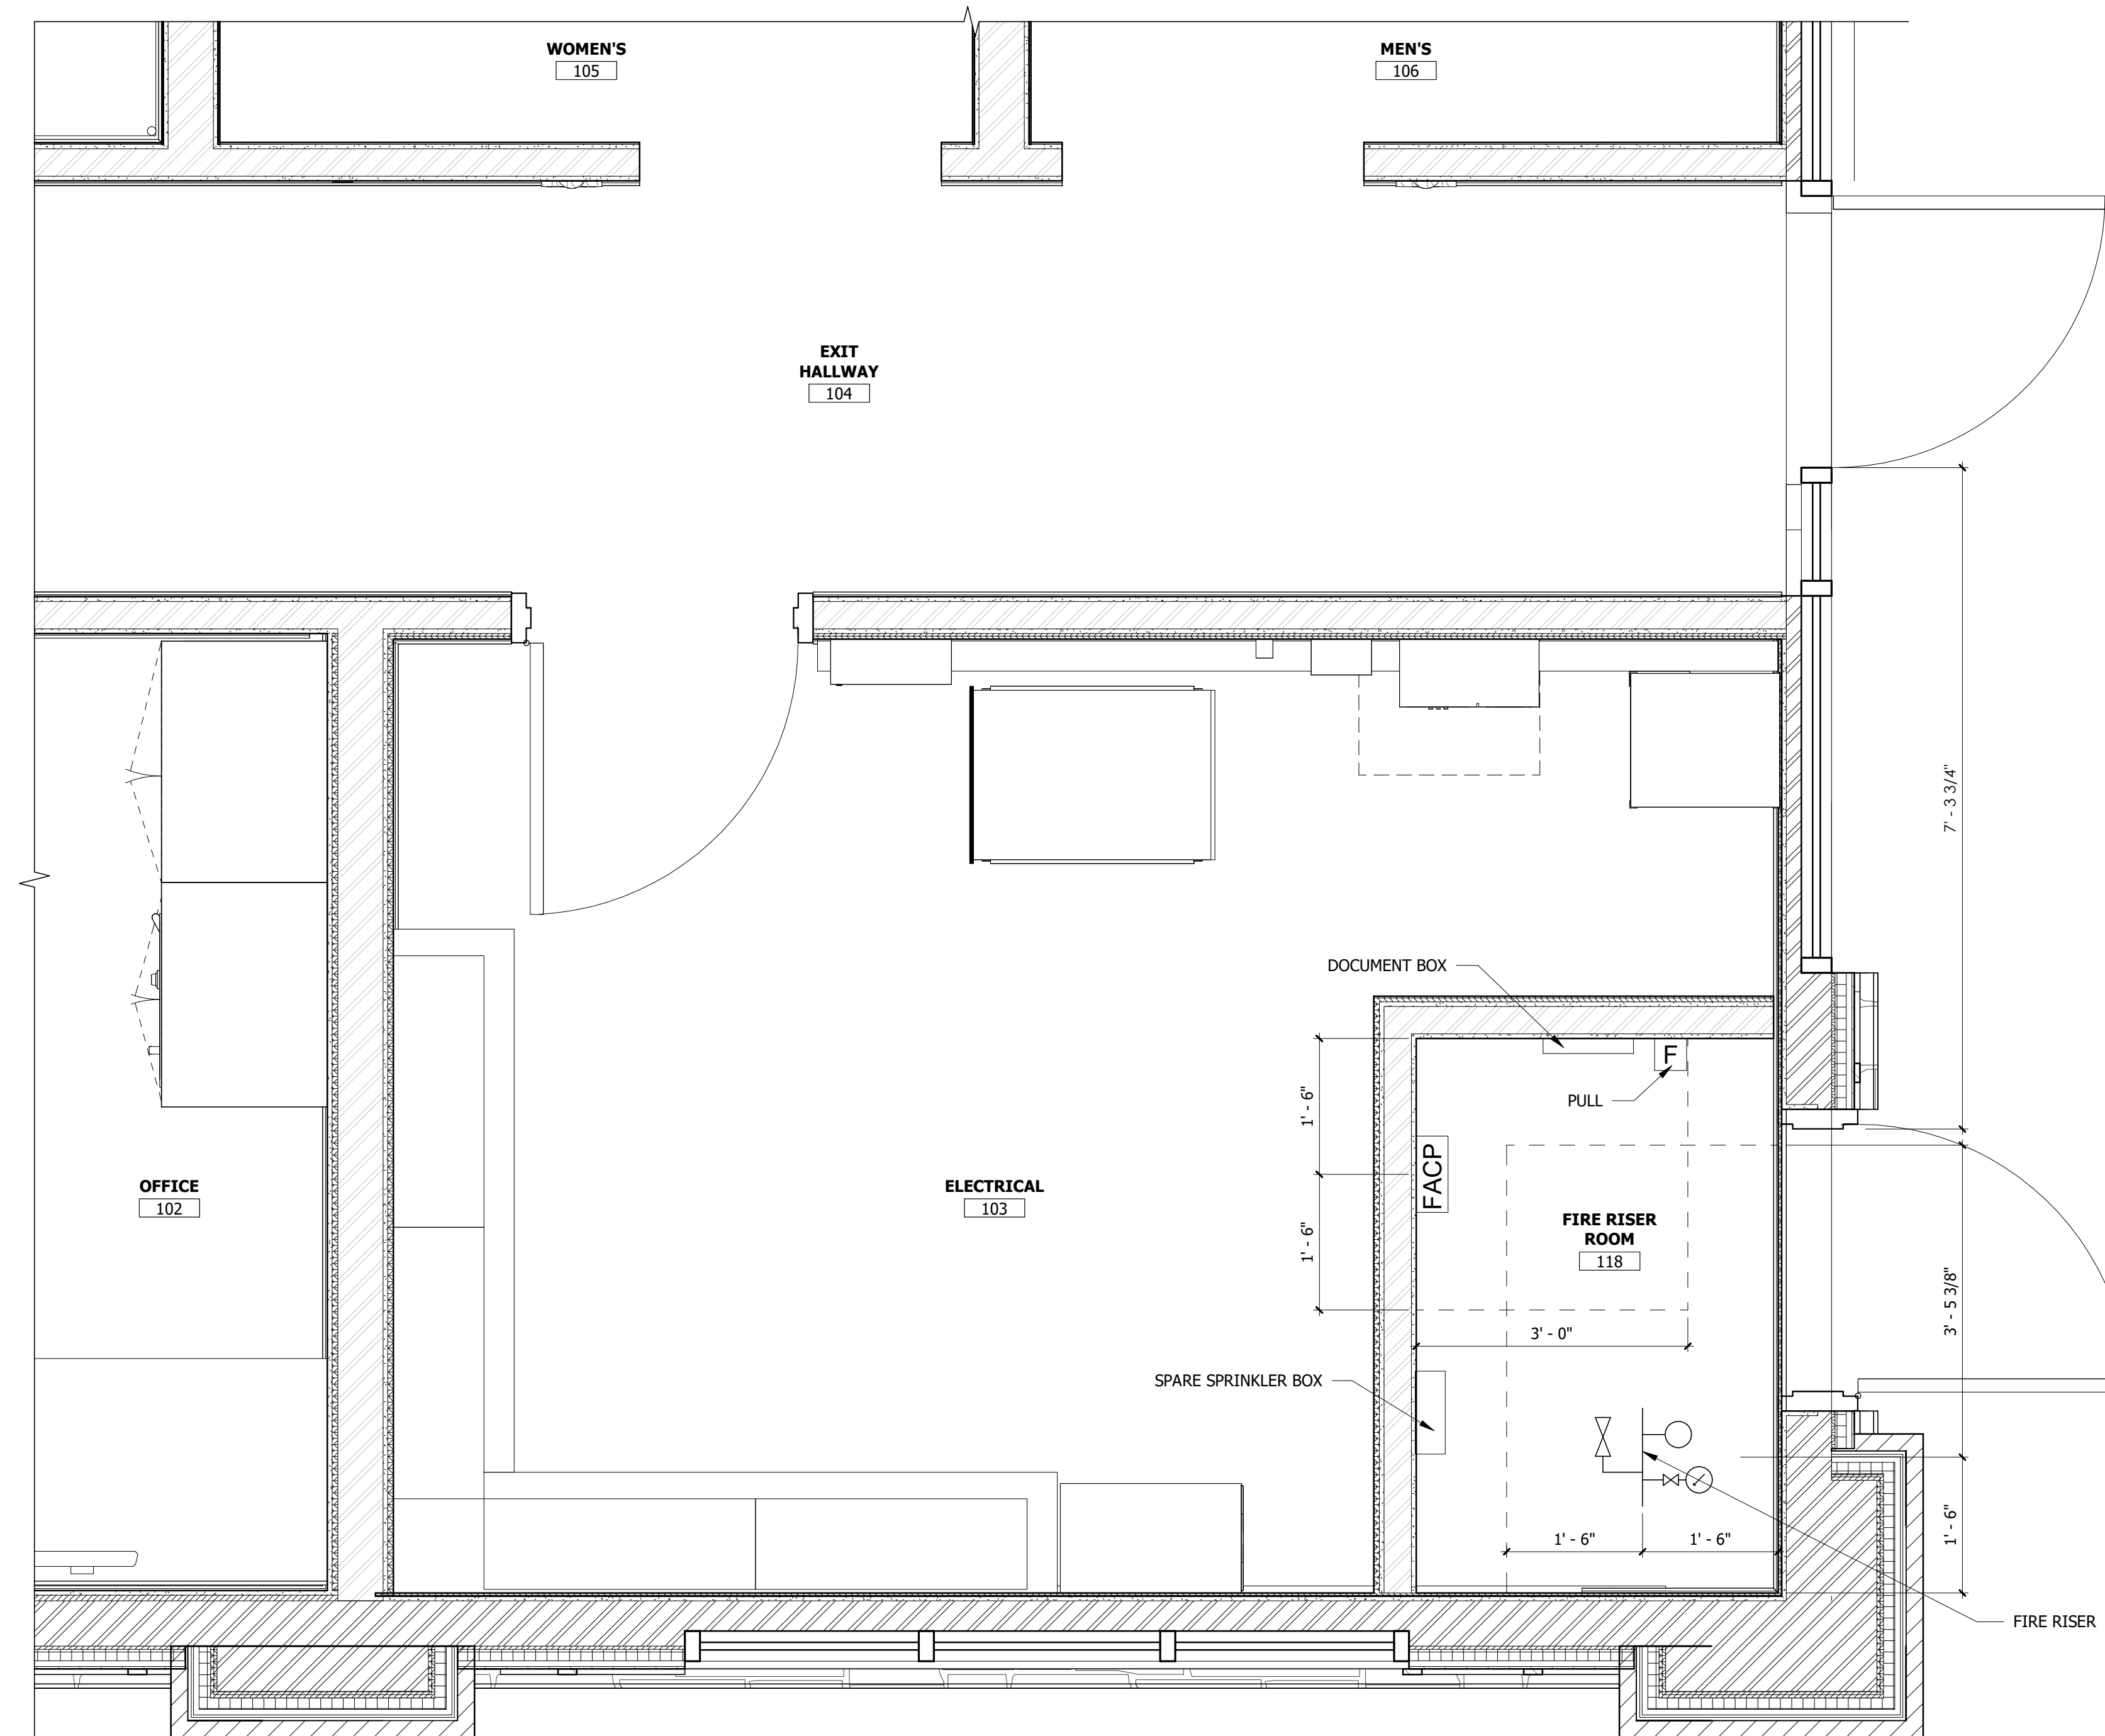 WOMEN'S
105
MEN'S
106
EXIT
HALLWAY
104
7' - 3 3/4"
DOCUMENT BOX
F
PULL
1' - 6"
FACP
OFFICE
102
ELECTRICAL
103
1' - 6"
FIRE RISER
ROOM
118
3' - 5 3/8"
3' - 0"
SPARE SPRINKLER BOX
1' - 6"
1' - 6"
1' - 6"
FIRE RISER